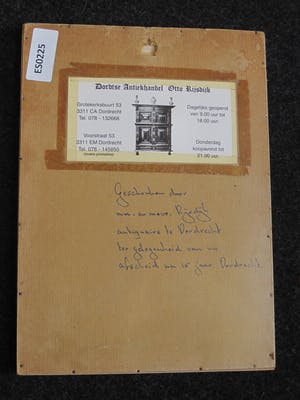 ES0225
Dordtse Antiekhandel Otto Rijsdijk
Grotekerksbuurt 53
3311 CA Dordrecht
Tel. 078 - 132668
Voorstraat 53
3311 EM Dordrecht
Tel. 078 - 145850
Dagelijks geopend
van 9.00 uur tot
18.00 uur.
Donderdag
koopavond tot
21.00 uur.
Geschonken door
mhr. en mevr. Rijsdijk
antiquairs te Dordrecht
ter gelegenheid van
afscheid na 15 jaar Dordrecht.